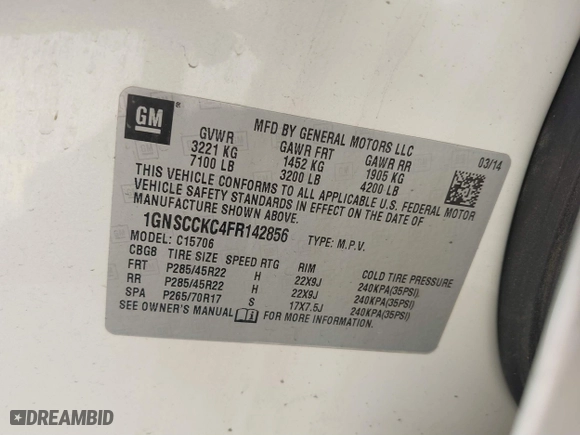 GM ®
MFD BY GENERAL MOTORS LLC
GVWR GAWR FRT GAWR RR 03/14
3221 KG 1452 KG 1905 KG
7100 LB 3200 LB 4200 LB
THIS VEHICLE CONFORMS TO ALL APPLICABLE U.S. FEDERAL MOTOR
VEHICLE SAFETY STANDARDS IN EFFECT ON THE DATE OF
MANUFACTURE SHOWN ABOVE.
1GNSCCKC4FR142856 TYPE: M.P.V.
MODEL: C15706
CBG8 TIRE SIZE SPEED RTG RIM COLD TIRE PRESSURE
FRT P285/45R22 H 22X9J 240KPA(35PSI)
RR P285/45R22 H 22X9J 240KPA(35PSI)
SPA P265/70R17 S 17X7.5J 240KPA(35PSI)
SEE OWNER'S MANUAL FOR MORE INFORMATION.
DREAMBID